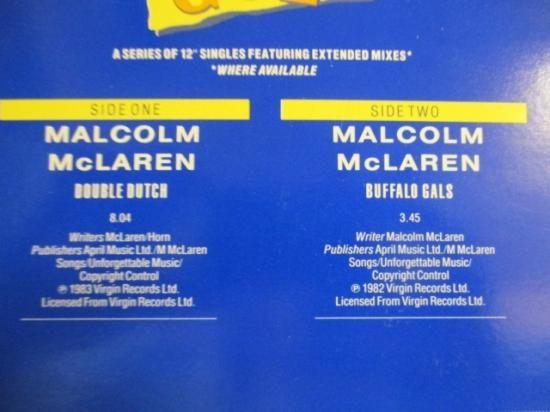 A SERIES OF 12" SINGLES FEATURING EXTENDED MIXES*
*WHERE AVAILABLE
SIDE ONE
MALCOLM
McLAREN
DOUBLE DUTCH
8.04
Writers McLaren/Horn
Publishers April Music Ltd./M McLaren
Songs/Unforgettable Music/
Copyright Control
℗ 1983 Virgin Records Ltd.
Licensed From Virgin Records Ltd.
SIDE TWO
MALCOLM
McLAREN
BUFFALO GALS
3.45
Writer Malcolm McLaren
Publishers April Music Ltd./M McLaren
Songs/Unforgettable Music/
Copyright Control
℗ 1982 Virgin Records Ltd.
Licensed From Virgin Records Ltd.